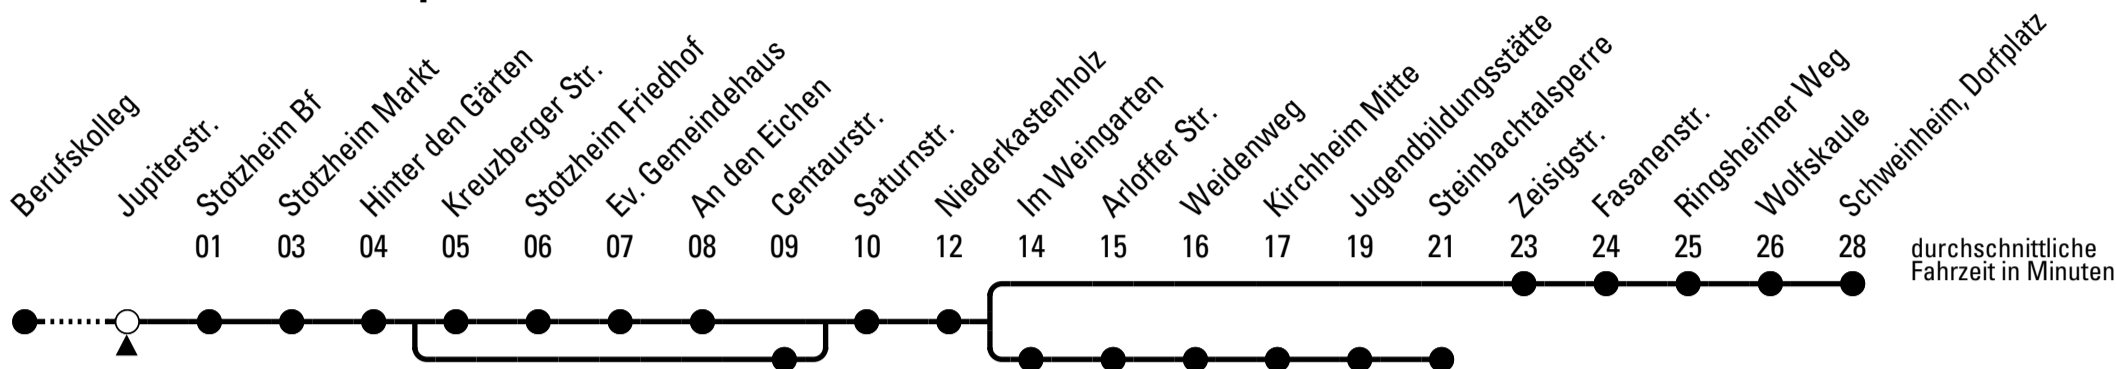 Berufskolleg
Jupiterstr.
Stotzheim Bf
Stotzheim Markt
Hinter den Gärten
Kreuzberger Str.
Stotzheim Friedhof
Ev. Gemeindehaus
An den Eichen
Centaurstr.
Saturnstr.
Niederkastenholz
Im Weingarten
Arloffer Str.
Weidenweg
Kirchheim Mitte
Jugendbildungsstätte
Steinbachtalsperre
Zeisigstr.
Fasanenstr.
Ringsheimer Weg
Wolfskaule
Schweinheim, Dorfplatz
01 03 04 05 06 07 08 09 10 12 14 15 16 17 19 21 23 24 25 26 28
durchschnittliche
Fahrzeit in Minuten